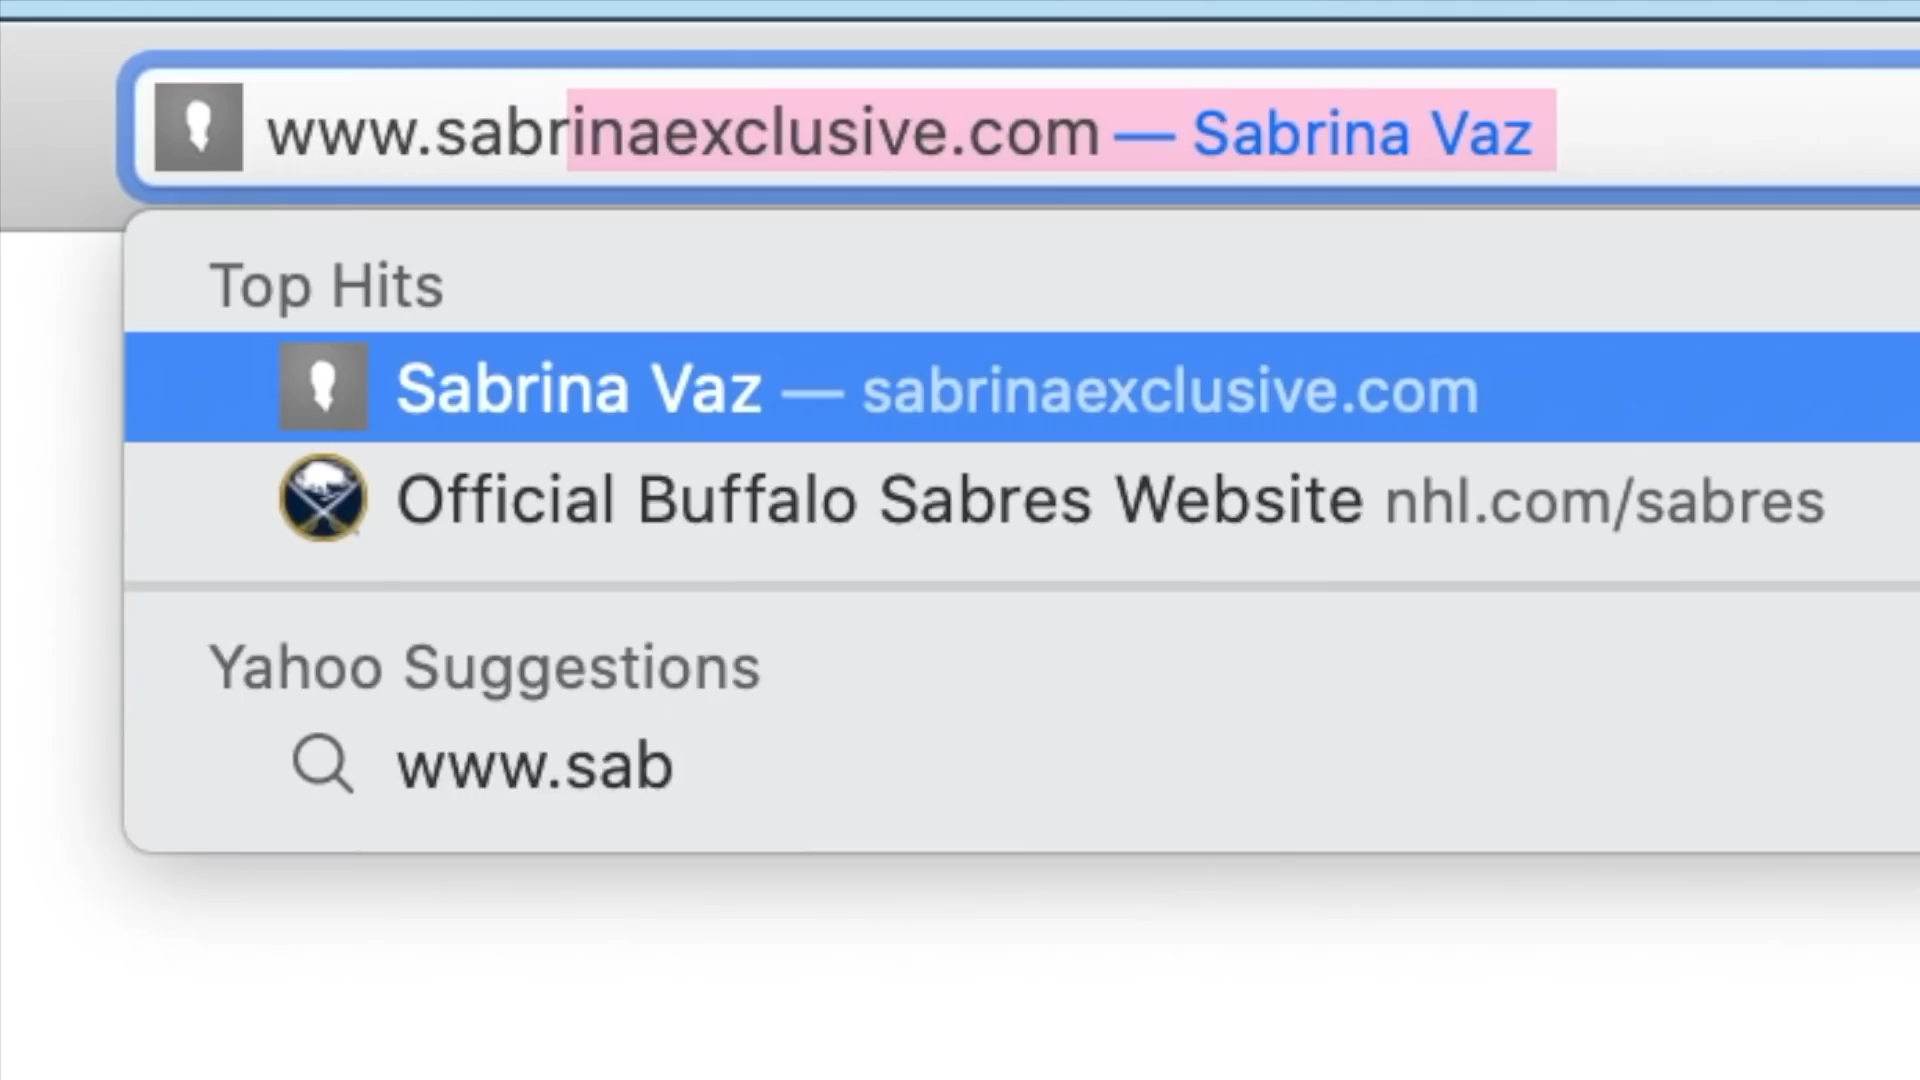 www.sabrinaexclusive.com — Sabrina Vaz
Top Hits
Sabrina Vaz — sabrinaexclusive.com
Official Buffalo Sabres Website nhl.com/sabres
Yahoo Suggestions
www.sab